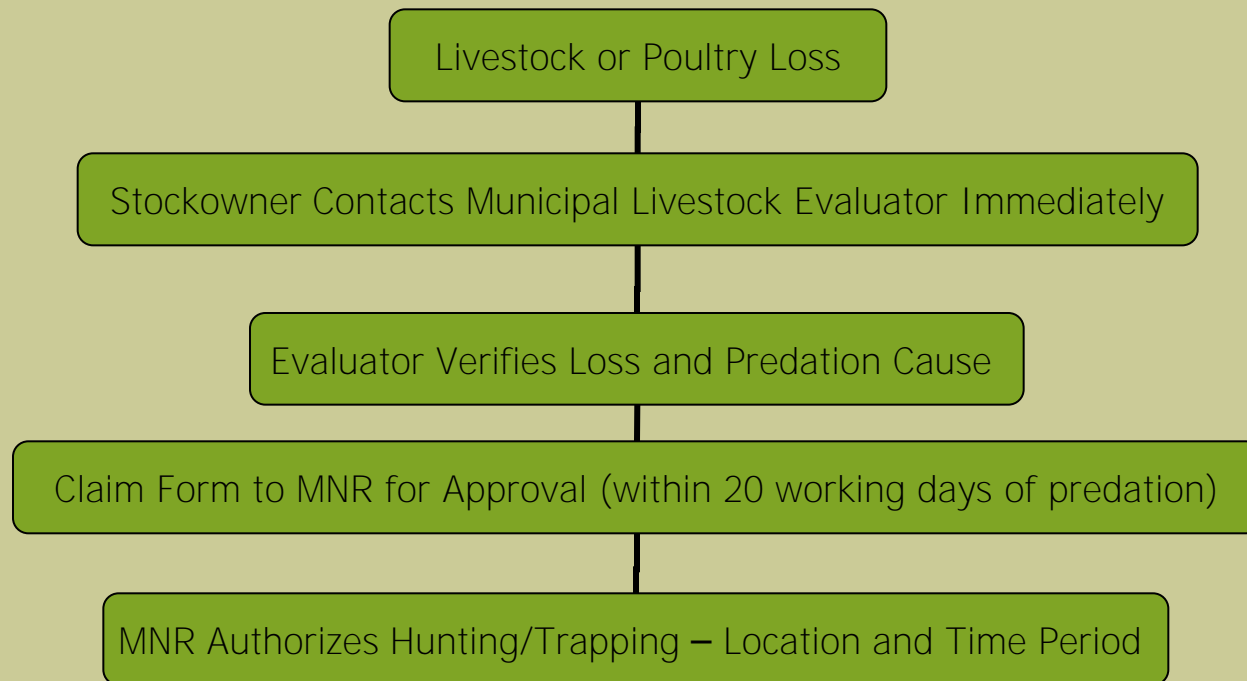 Livestock or Poultry Loss
Stockowner Contacts Municipal Livestock Evaluator Immediately
Evaluator Verifies Loss and Predation Cause
Claim Form to MNR for Approval (within 20 working days of predation)
MNR Authorizes Hunting/Trapping – Location and Time Period